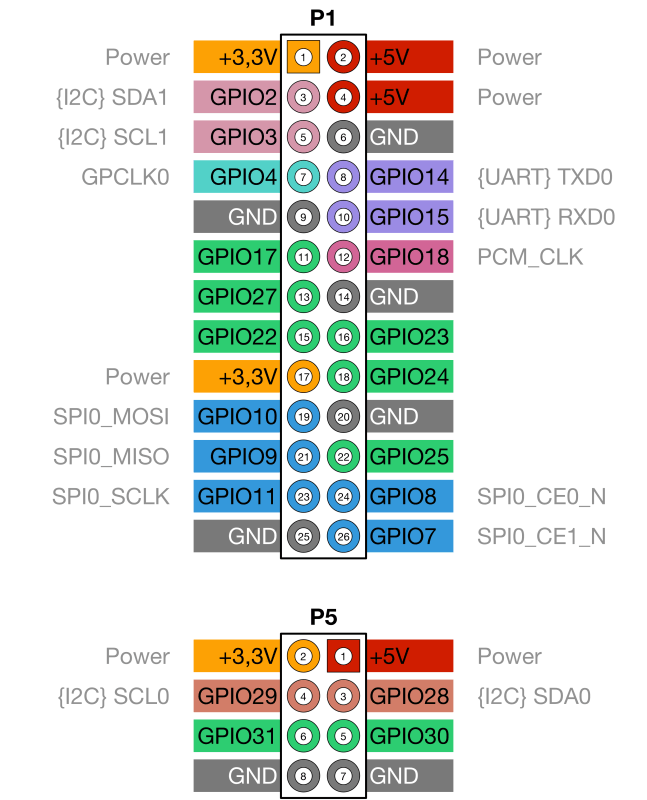 P1
Power +3,3V 1 2 +5V Power
{I2C} SDA1 GPIO2 3 4 +5V Power
{I2C} SCL1 GPIO3 5 6 GND
GPCLK0 GPIO4 7 8 GPIO14 {UART} TXD0
GND 9 10 GPIO15 {UART} RXD0
GPIO17 11 12 GPIO18 PCM_CLK
GPIO27 13 14 GND
GPIO22 15 16 GPIO23
Power +3,3V 17 18 GPIO24
SPI0_MOSI GPIO10 19 20 GND
SPI0_MISO GPIO9 21 22 GPIO25
SPI0_SCLK GPIO11 23 24 GPIO8 SPI0_CE0_N
GND 25 26 GPIO7 SPI0_CE1_N
P5
Power +3,3V 2 1 +5V Power
{I2C} SCL0 GPIO29 4 3 GPIO28 {I2C} SDA0
GPIO31 6 5 GPIO30
GND 8 7 GND